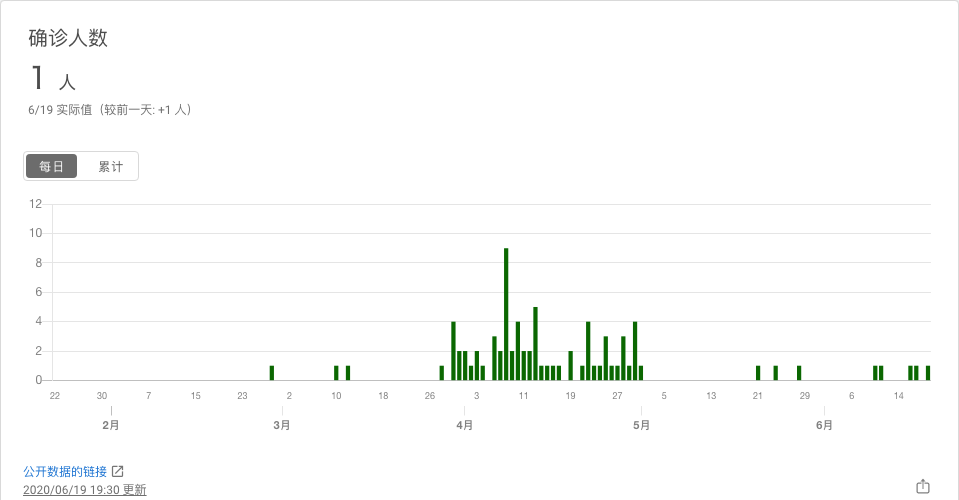 确诊人数
1 人
6/19 实际值（较前一天: +1 人）
每日 累计
12
10
8
6
4
2
0
22 30 7 15 23 2 10 18 26 3 11 19 27 5 13 21 29 6 14
2月 3月 4月 5月 6月
公开数据的链接
2020/06/19 19:30 更新